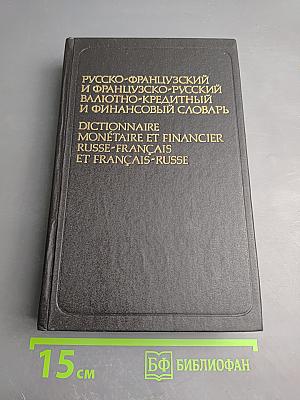 РУССКО-ФРАНЦУЗСКИЙ
И ФРАНЦУЗСКО-РУССКИЙ
ВАЛЮТНО-КРЕДИТНЫЙ
И ФИНАНСОВЫЙ СЛОВАРЬ
DICTIONNAIRE
MONÉTAIRE ET FINANCIER
RUSSE-FRANÇAIS
ET FRANÇAIS-RUSSE
15 см
БФ БИБЛИОФАН